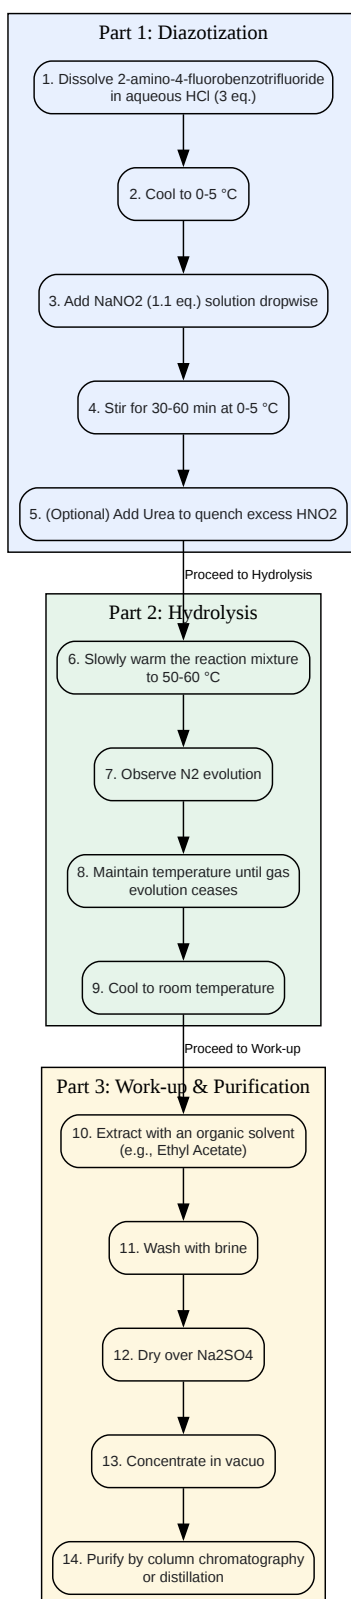 Part 1: Diazotization
1. Dissolve 2-amino-4-fluorobenzotrifluoride
in aqueous HCl (3 eq.)
2. Cool to 0-5 °C
3. Add NaNO2 (1.1 eq.) solution dropwise
4. Stir for 30-60 min at 0-5 °C
5. (Optional) Add Urea to quench excess HNO2
Proceed to Hydrolysis
Part 2: Hydrolysis
6. Slowly warm the reaction mixture
to 50-60 °C
7. Observe N2 evolution
8. Maintain temperature until gas
evolution ceases
9. Cool to room temperature
Proceed to Work-up
Part 3: Work-up & Purification
10. Extract with an organic solvent
(e.g., Ethyl Acetate)
11. Wash with brine
12. Dry over Na2SO4
13. Concentrate in vacuo
14. Purify by column chromatography
or distillation